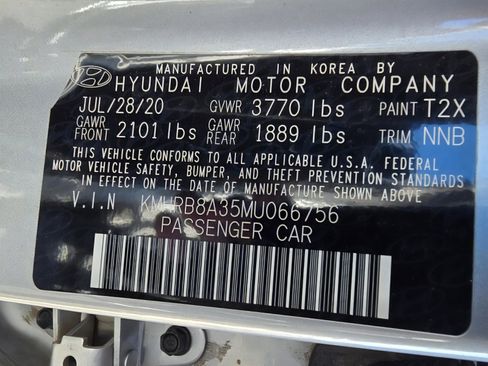 MANUFACTURED IN KOREA BY
HYUNDAI MOTOR COMPANY
JUL/28/20 GVWR 3770 lbs PAINT T2X
GAWR FRONT 2101 lbs GAWR REAR 1889 lbs TRIM NNB
THIS VEHICLE CONFORMS TO ALL APPLICABLE U.S.A. FEDERAL
MOTOR VEHICLE SAFETY, BUMPER, AND THEFT PREVENTION STANDARDS
IN EFFECT ON THE DATE OF MANUFACTURE SHOWN ABOVE.
V.I.N KMHRB8A35MU066756
PASSENGER CAR